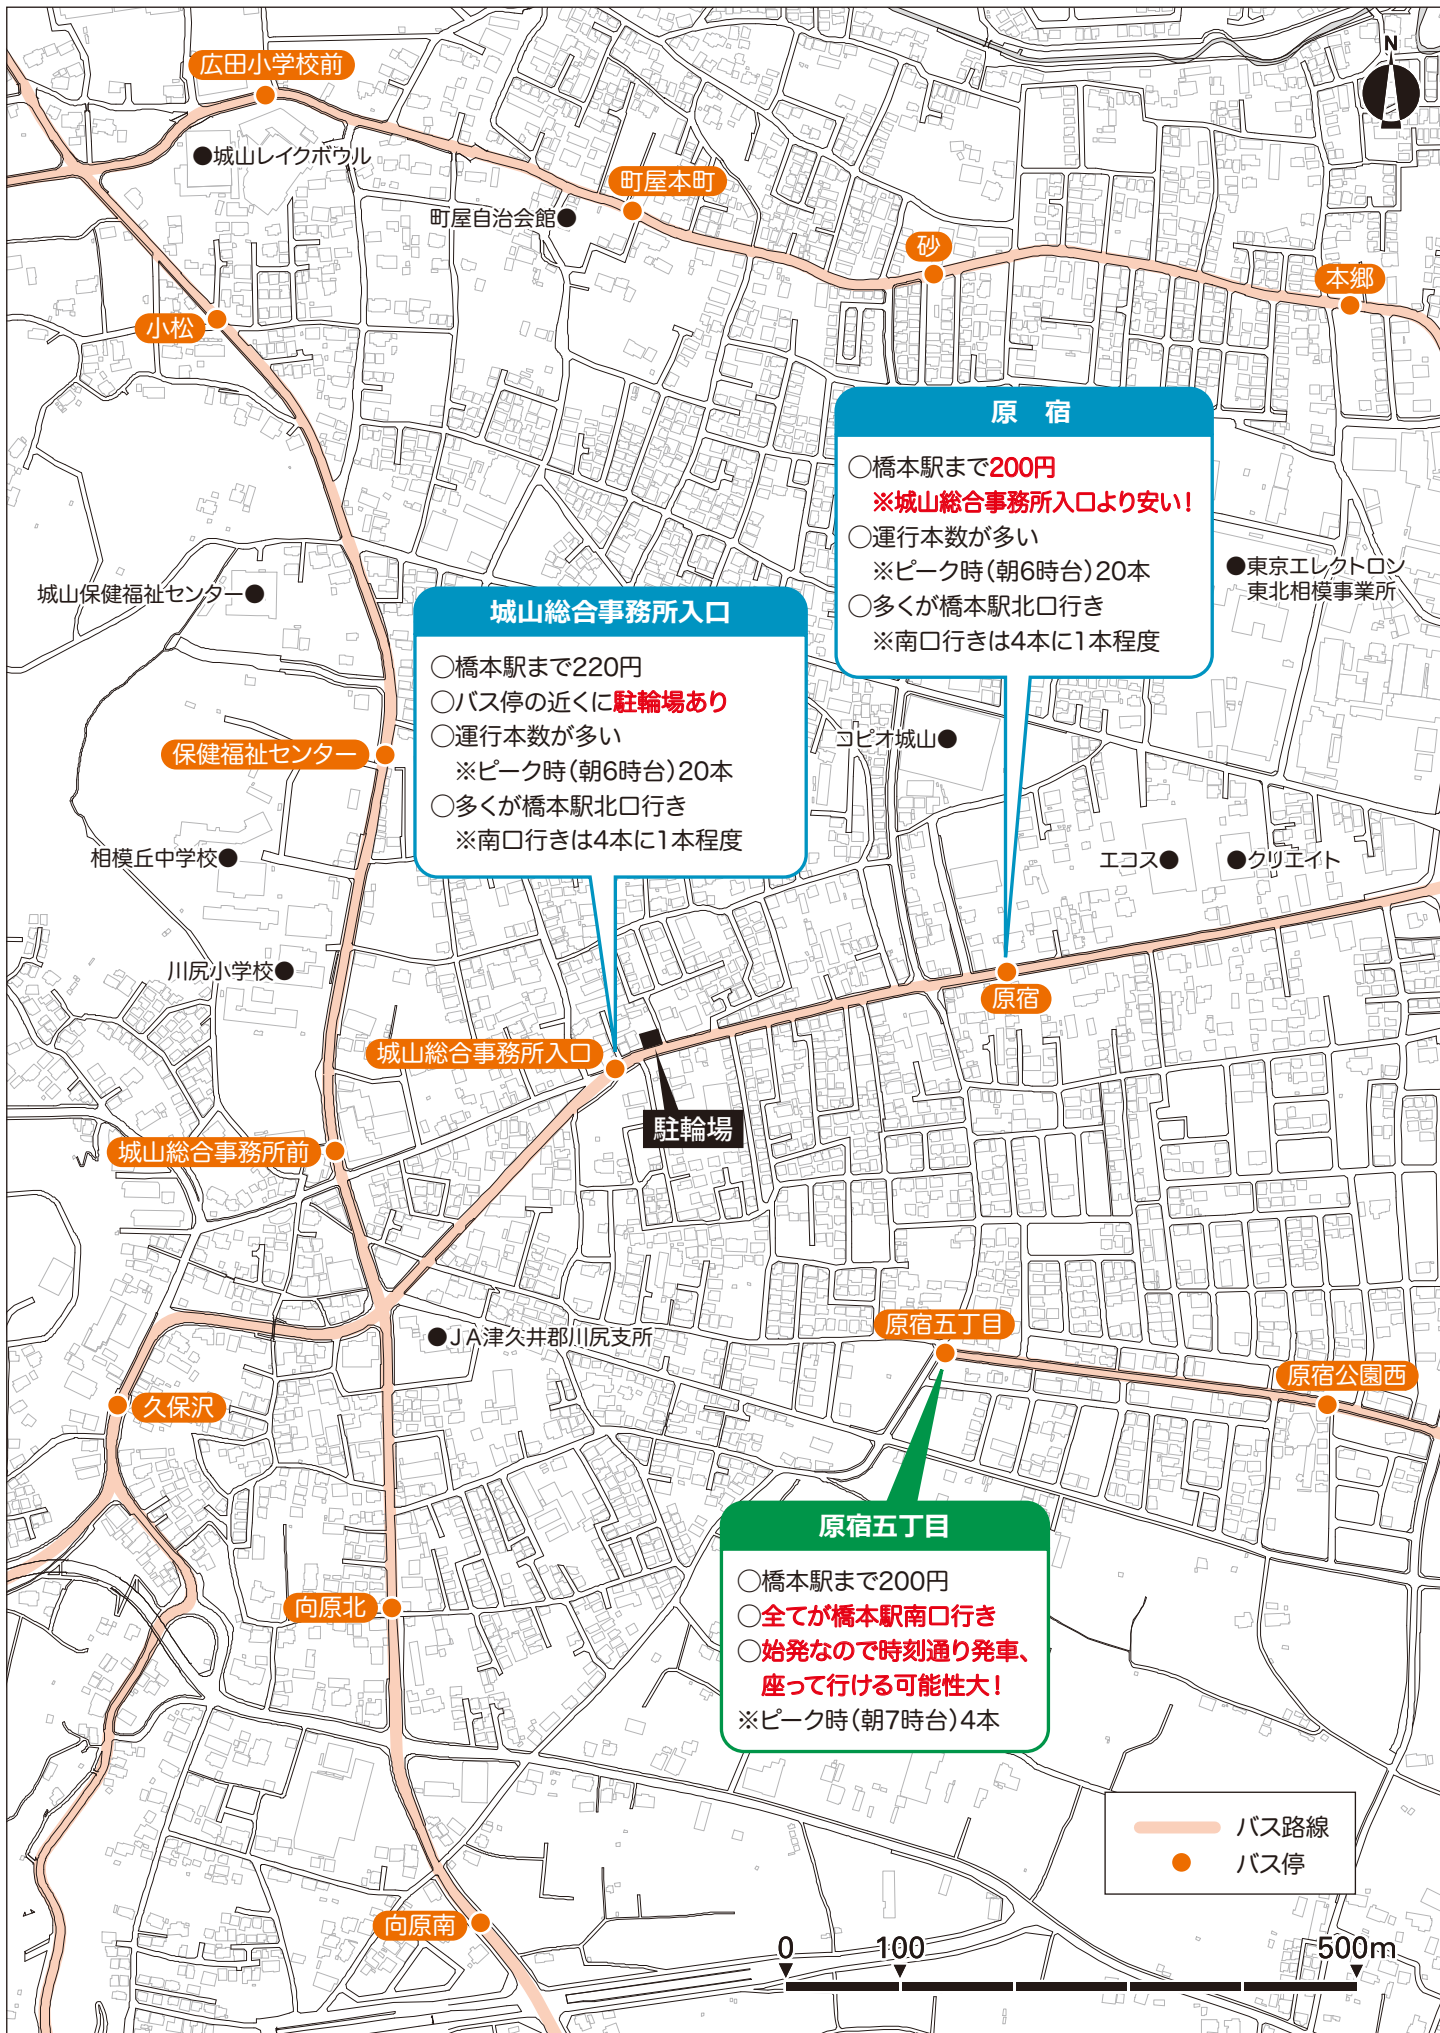 N
広田小学校前
●城山レイクボウル
町屋本町
町屋自治会館●
砂
本郷
小松
原　宿
○橋本駅まで200円
※城山総合事務所入口より安い！
○運行本数が多い
※ピーク時（朝6時台）20本
○多くが橋本駅北口行き
※南口行きは4本に1本程度
●東京エレクトロン
東北相模事業所
城山保健福祉センター●
城山総合事務所入口
○橋本駅まで220円
○バス停の近くに駐輪場あり
○運行本数が多い
※ピーク時（朝6時台）20本
○多くが橋本駅北口行き
※南口行きは4本に1本程度
コピオ城山●
保健福祉センター
相模丘中学校●
エコス●
●クリエイト
川尻小学校●
原宿
城山総合事務所入口
駐輪場
城山総合事務所前
●JA津久井郡川尻支所
原宿五丁目
原宿公園西
久保沢
原宿五丁目
○橋本駅まで200円
○全てが橋本駅南口行き
○始発なので時刻通り発車、
座って行ける可能性大！
※ピーク時（朝7時台）4本
向原北
バス路線
バス停
向原南
0 100 500m